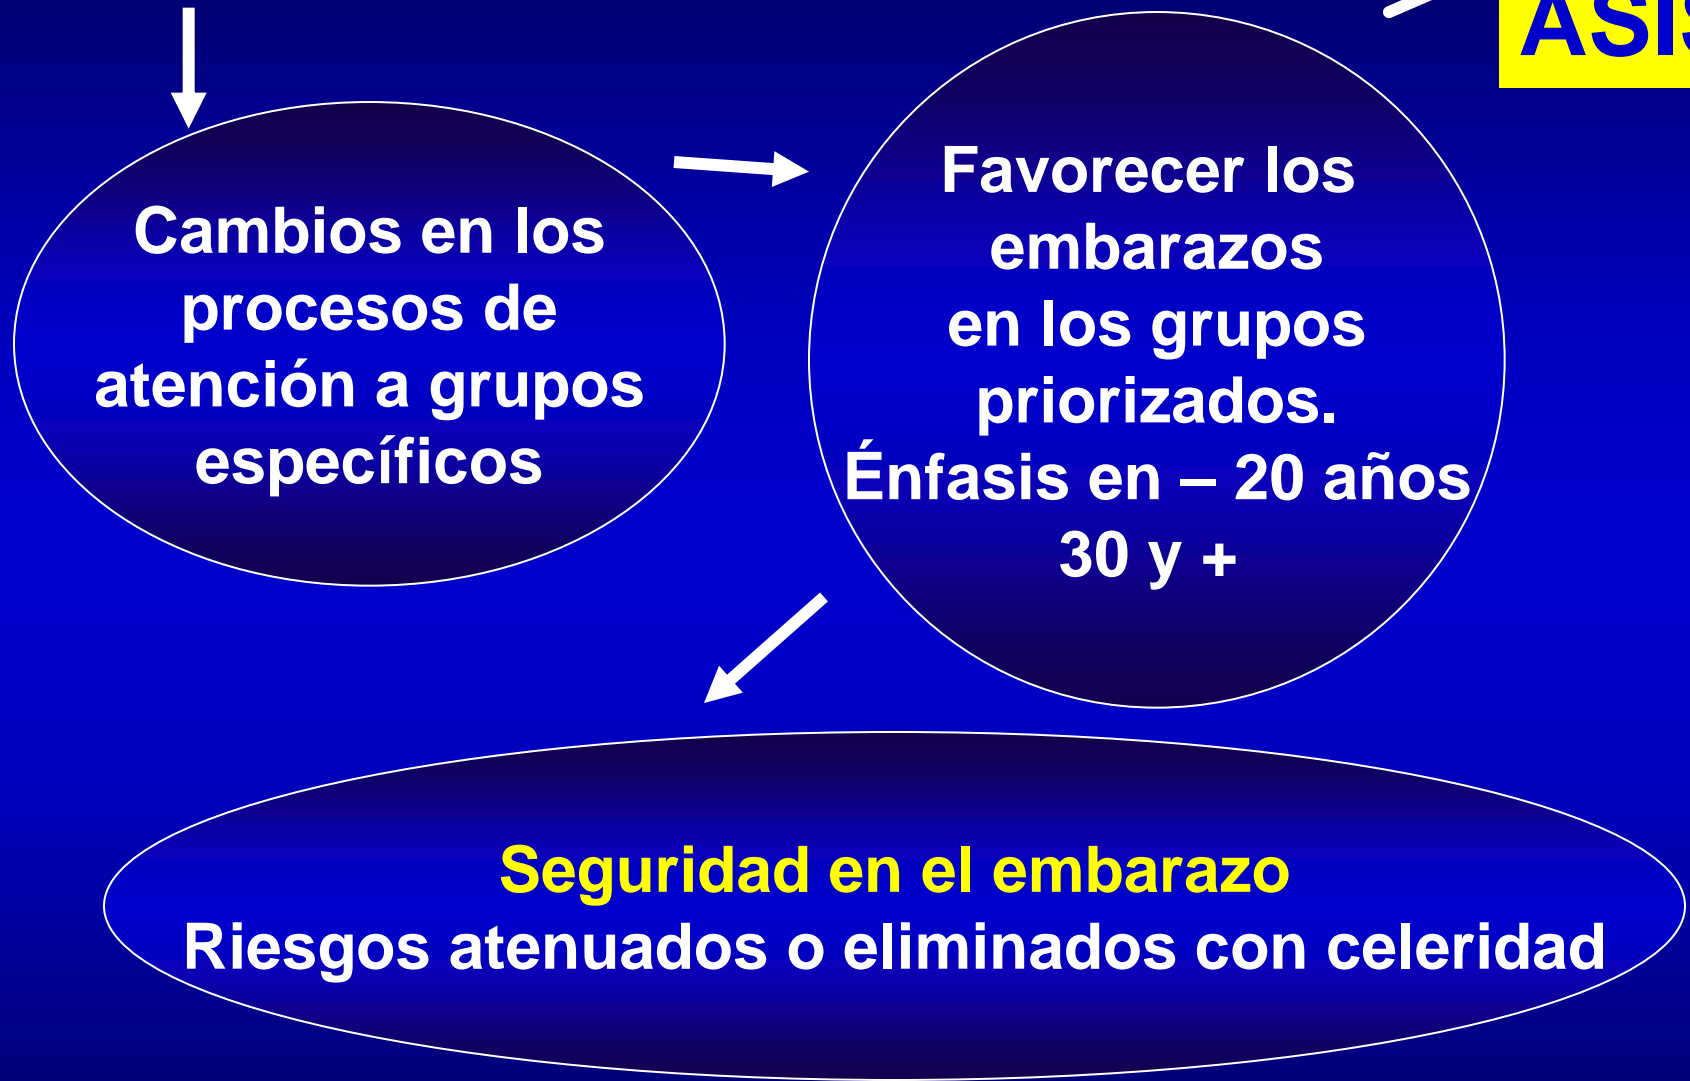 ASIS
Cambios en los
procesos de
atención a grupos
específicos
Favorecer los
embarazos
en los grupos
priorizados.
Énfasis en – 20 años
30 y +
Seguridad en el embarazo
Riesgos atenuados o eliminados con celeridad